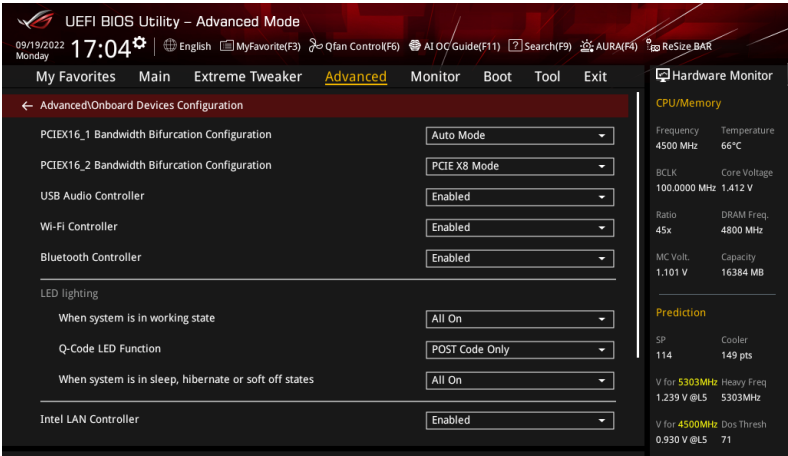 UEFI BIOS Utility – Advanced Mode
09/19/2022 Monday 17:04 English MyFavorite(F3) Qfan Control(F6) AI OC Guide(F11) ? Search(F9) AURA(F4) ReSize BAR
My Favorites Main Extreme Tweaker Advanced Monitor Boot Tool Exit
← Advanced\Onboard Devices Configuration
PCIEX16_1 Bandwidth Bifurcation Configuration Auto Mode
PCIEX16_2 Bandwidth Bifurcation Configuration PCIE X8 Mode
USB Audio Controller Enabled
Wi-Fi Controller Enabled
Bluetooth Controller Enabled
LED lighting
When system is in working state All On
Q-Code LED Function POST Code Only
When system is in sleep, hibernate or soft off states All On
Intel LAN Controller Enabled
Hardware Monitor
CPU/Memory
Frequency Temperature
4500 MHz 66°C
BCLK Core Voltage
100.0000 MHz 1.412 V
Ratio DRAM Freq.
45x 4800 MHz
MC Volt. Capacity
1.101 V 16384 MB
Prediction
SP Cooler
114 149 pts
V for 5303MHz Heavy Freq
1.239 V @L5 5303MHz
V for 4500MHz Dos Thresh
0.930 V @L5 71